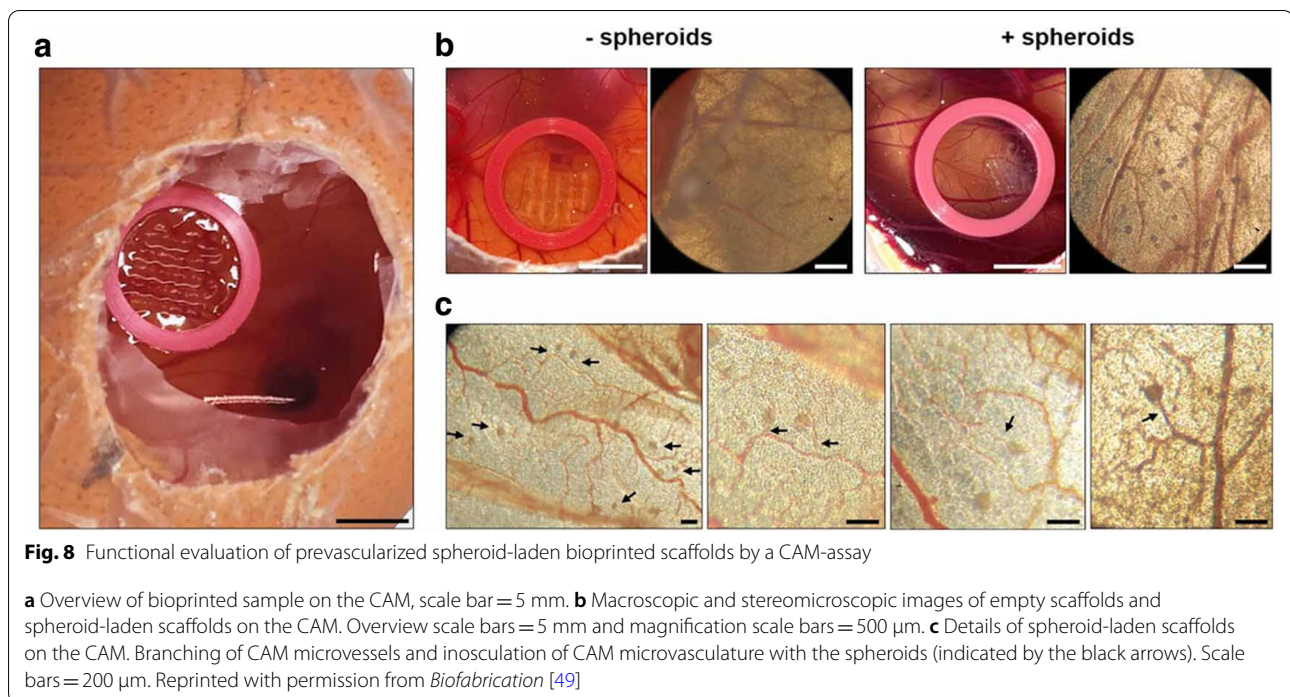 a
b
- spheroids
+ spheroids
c
Fig. 8 Functional evaluation of prevascularized spheroid-laden bioprinted scaffolds by a CAM-assay
a Overview of bioprinted sample on the CAM, scale bar = 5 mm. b Macroscopic and stereomicroscopic images of empty scaffolds and
spheroid-laden scaffolds on the CAM. Overview scale bars = 5 mm and magnification scale bars = 500 µm. c Details of spheroid-laden scaffolds
on the CAM. Branching of CAM microvessels and inosculation of CAM microvasculature with the spheroids (indicated by the black arrows). Scale
bars = 200 µm. Reprinted with permission from Biofabrication [49]